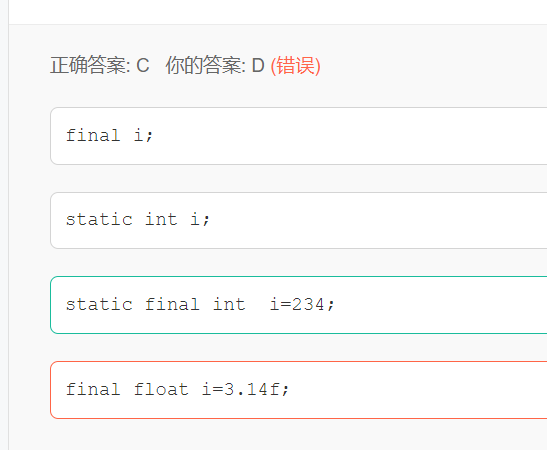 正确答案: C 你的答案: D (错误)
final i;
static int i;
static final int  i=234;
final float i=3.14f;